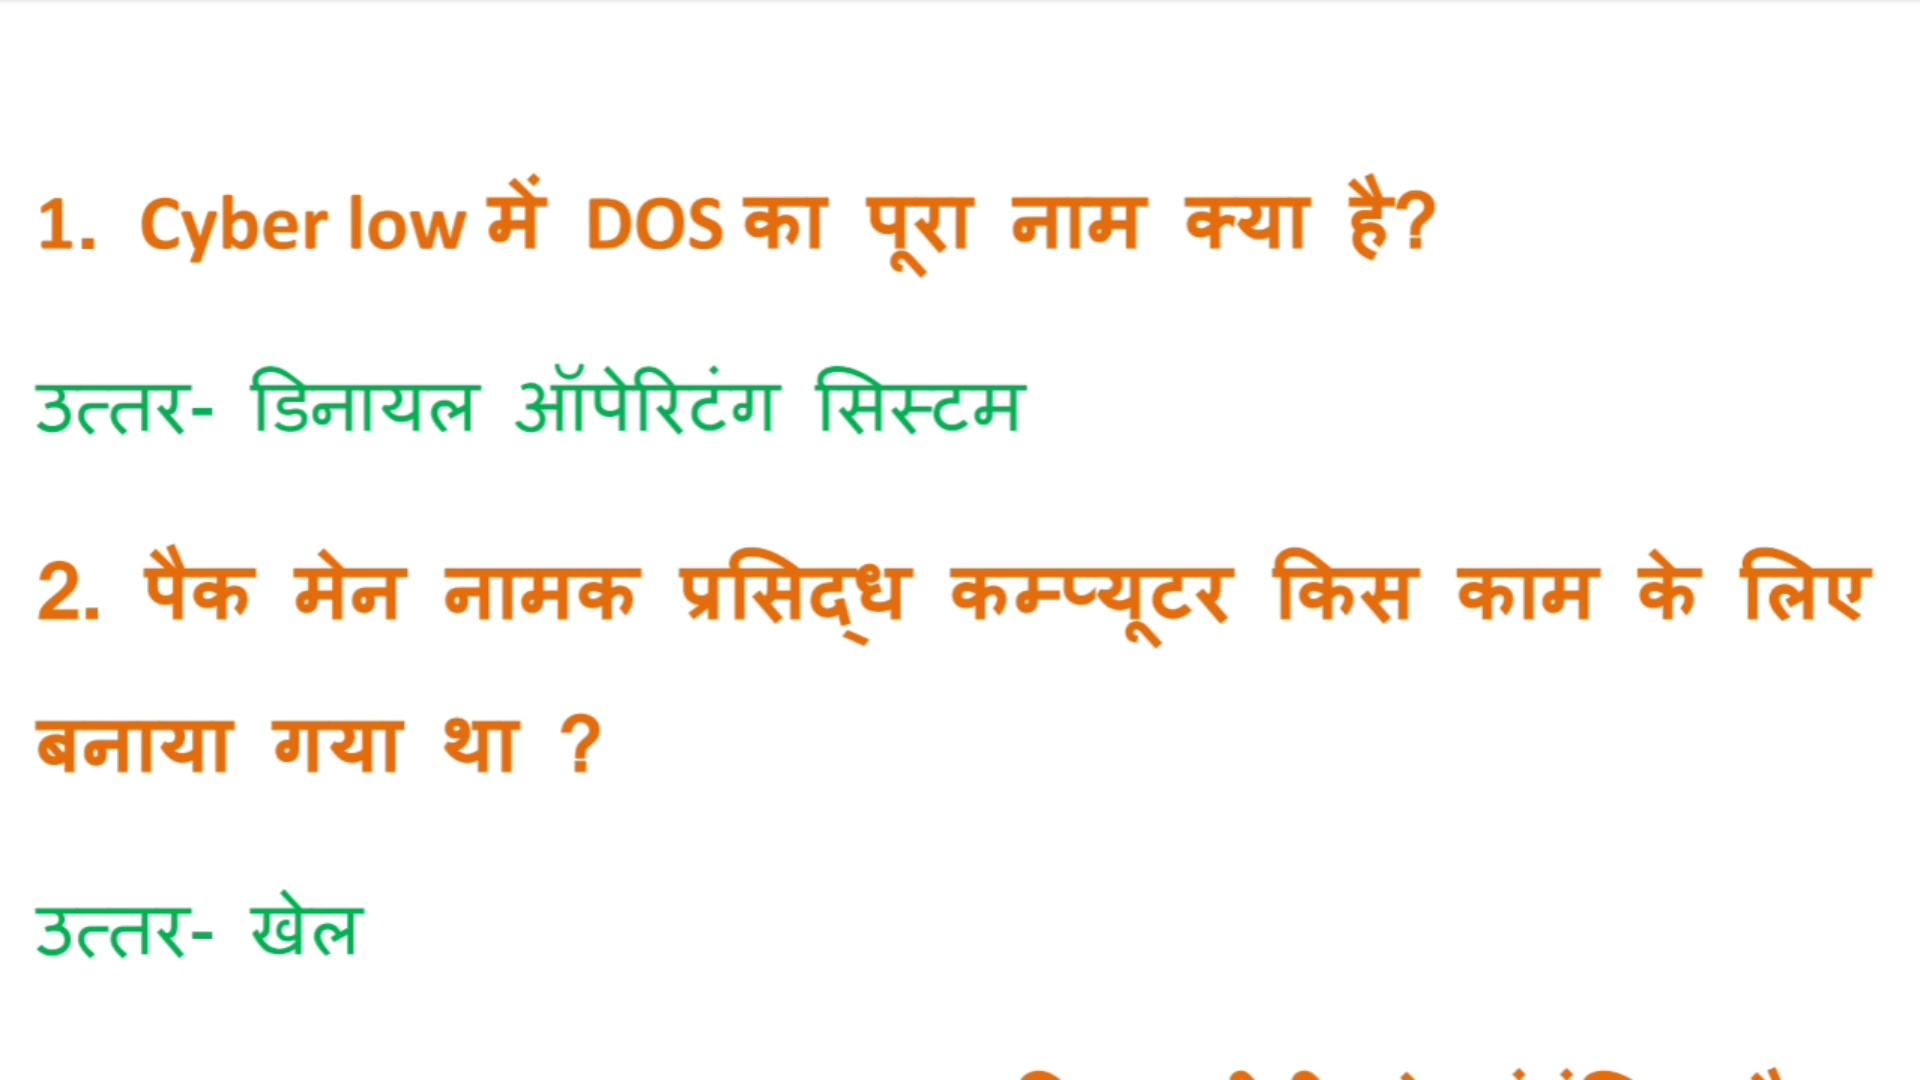 1. Cyber low में DOS का पूरा नाम क्या है?
उत्तर- डिनायल ऑपेरिटंग सिस्टम
2. पैक मेन नामक प्रसिद्ध कम्प्यूटर किस काम के लिए
बनाया गया था ?
उत्तर- खेल